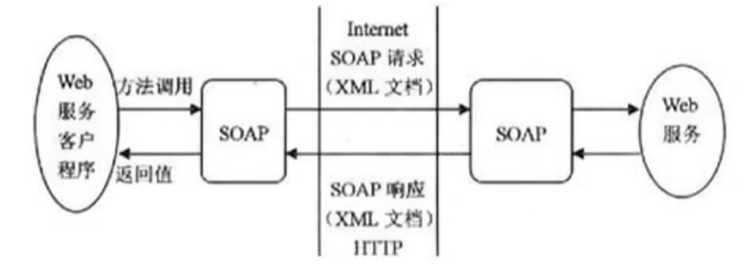 Internet
SOAP 请求
(XML 文档)
Web
服务
客户
程序
方法调用
返回值
SOAP
SOAP
Web
服务
SOAP 响应
(XML 文档)
HTTP